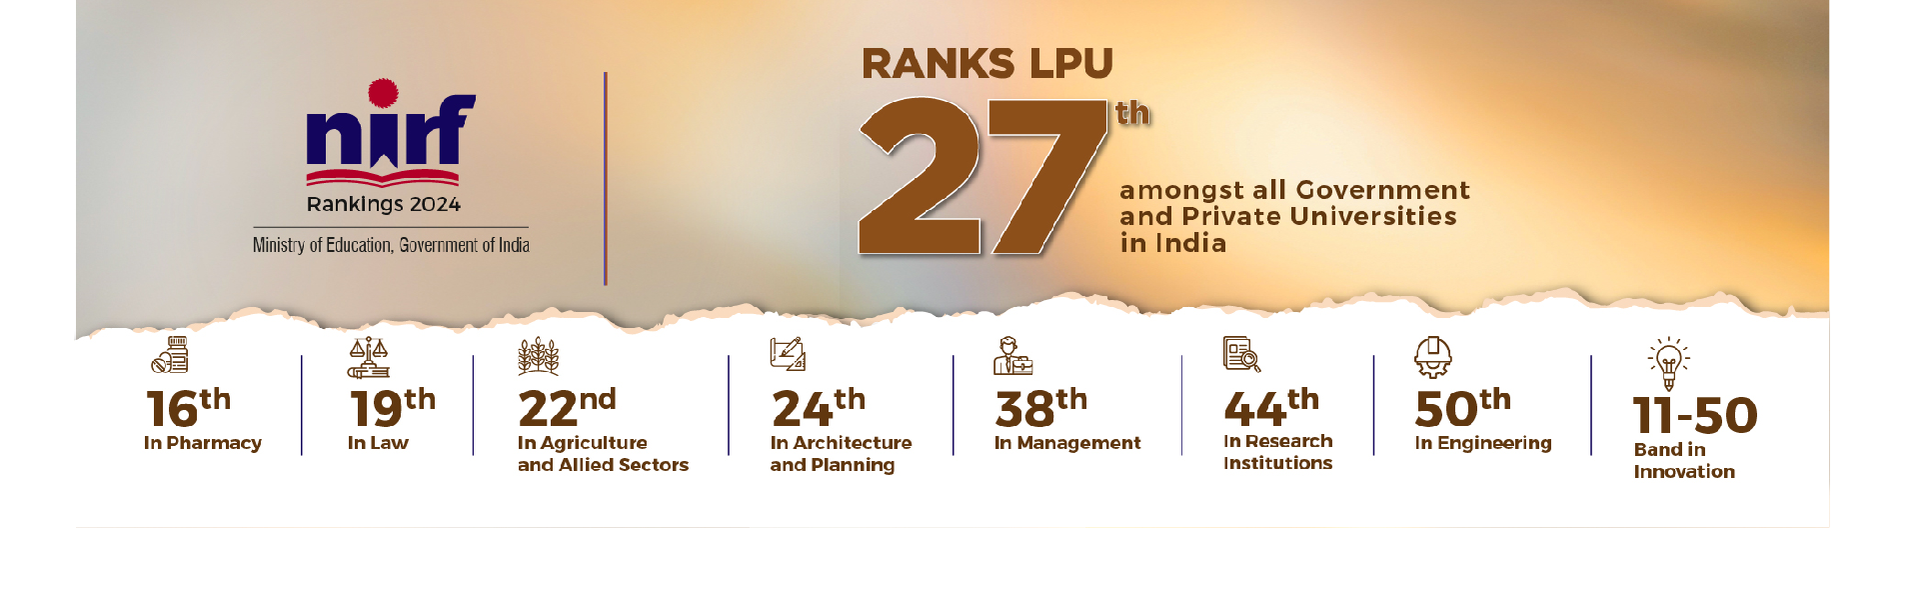 nirf
Rankings 2024
Ministry of Education, Government of India
RANKS LPU
27th
amongst all Government
and Private Universities
in India
16th
In Pharmacy
19th
In Law
22nd
In Agriculture
and Allied Sectors
24th
In Architecture
and Planning
38th
In Management
44th
In Research
Institutions
50th
In Engineering
11-50
Band in
Innovation